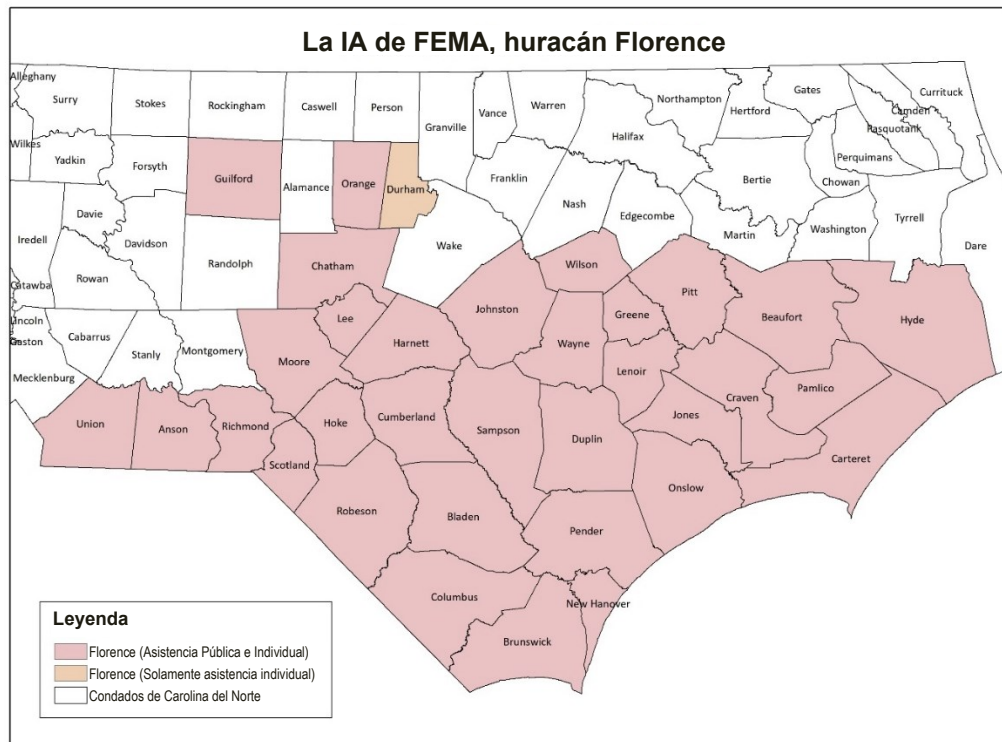 La IA de FEMA, huracán Florence
Alleghany
Surry
Stokes
Rockingham
Caswell
Person
Granville
Vance
Warren
Northampton
Hertford
Gates
Camden
Currituck
Pasquotank
Perquimans
Halifax
Wilkes
Yadkin
Forsyth
Guilford
Alamance
Orange
Durham
Franklin
Nash
Edgecombe
Bertie
Chowan
Davie
Iredell
Davidson
Randolph
Chatham
Wake
Martin
Washington
Tyrrell
Dare
Catawba
Rowan
Wilson
Pitt
Lincoln
Gaston
Cabarrus
Stanly
Montgomery
Moore
Lee
Harnett
Johnston
Wayne
Greene
Beaufort
Hyde
Mecklenburg
Lenoir
Craven
Pamlico
Union
Anson
Richmond
Hoke
Cumberland
Sampson
Duplin
Jones
Carteret
Scotland
Robeson
Bladen
Onslow
Pender
Columbus
New Hanover
Brunswick
Leyenda
Florence (Asistencia Pública e Individual)
Florence (Solamente asistencia individual)
Condados de Carolina del Norte